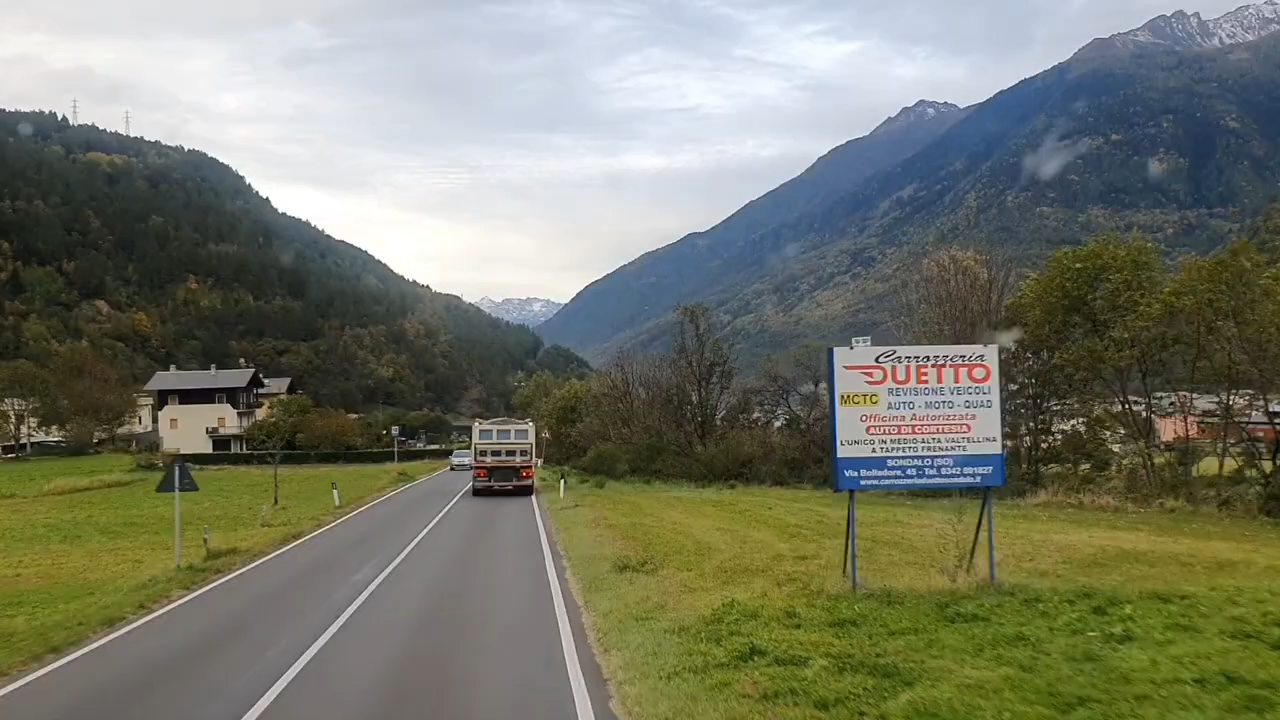 Carrozzeria
DUETTO
MCTC
REVISIONE VEICOLI
AUTO - MOTO - QUAD
Officina Autorizzata
AUTO DI CORTESIA
L'UNICO IN MEDIO-ALTA VALTELLINA
A TAPPETO FRENANTE
SONDALO (SO)
Via Bolladore, 45 - Tel. 0342 801827
www.carrozzeriaduettosondalo.it